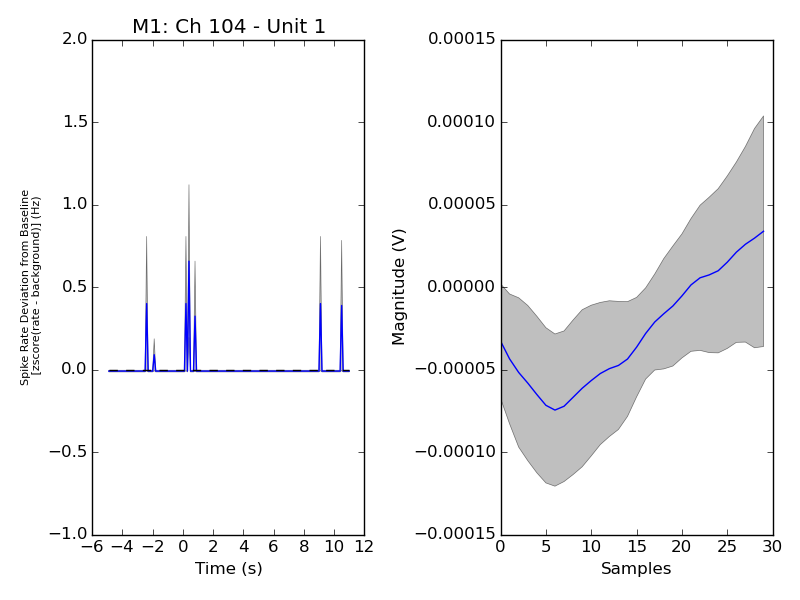 M1: Ch 104 - Unit 1
2.0
1.5
1.0
0.5
0.0
−0.5
−1.0
Spike Rate Deviation from Baseline
[zscore(rate - background)] (Hz)
−6 −4 −2 0 2 4 6 8 10 12
Time (s)
0.00015
0.00010
0.00005
0.00000
−0.00005
−0.00010
−0.00015
Magnitude (V)
0 5 10 15 20 25 30
Samples